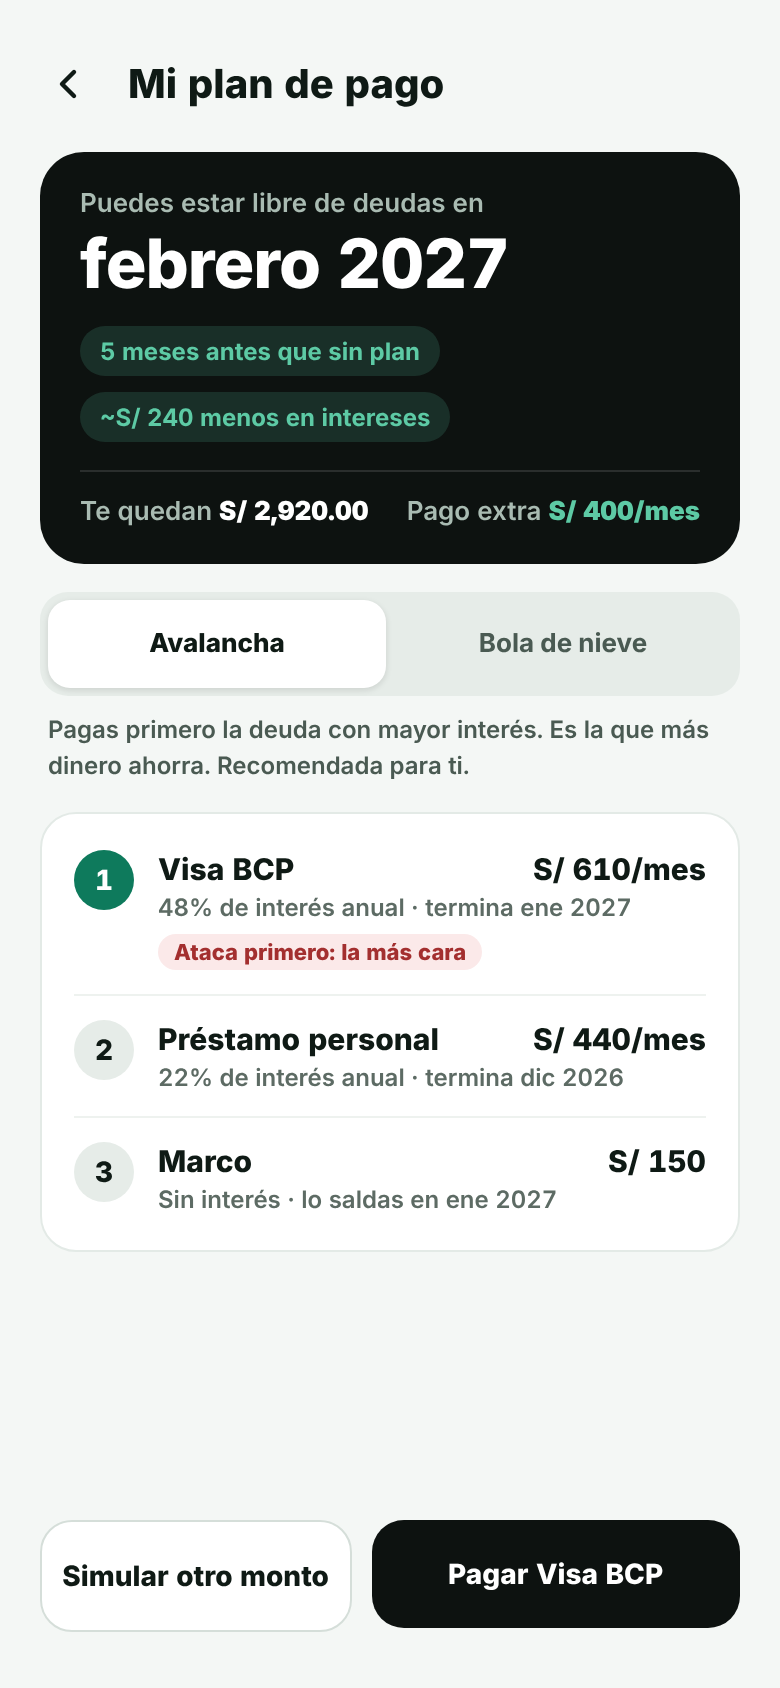 Mi plan de pago
Puedes estar libre de deudas en
febrero 2027
5 meses antes que sin plan
~S/ 240 menos en intereses
Te quedan S/ 2,920.00 Pago extra S/ 400/mes
Avalancha Bola de nieve
Pagas primero la deuda con mayor interés. Es la que más
dinero ahorra. Recomendada para ti.
1 Visa BCP S/ 610/mes
48% de interés anual · termina ene 2027
Ataca primero: la más cara
2 Préstamo personal S/ 440/mes
22% de interés anual · termina dic 2026
3 Marco S/ 150
Sin interés · lo saldas en ene 2027
Simular otro monto Pagar Visa BCP